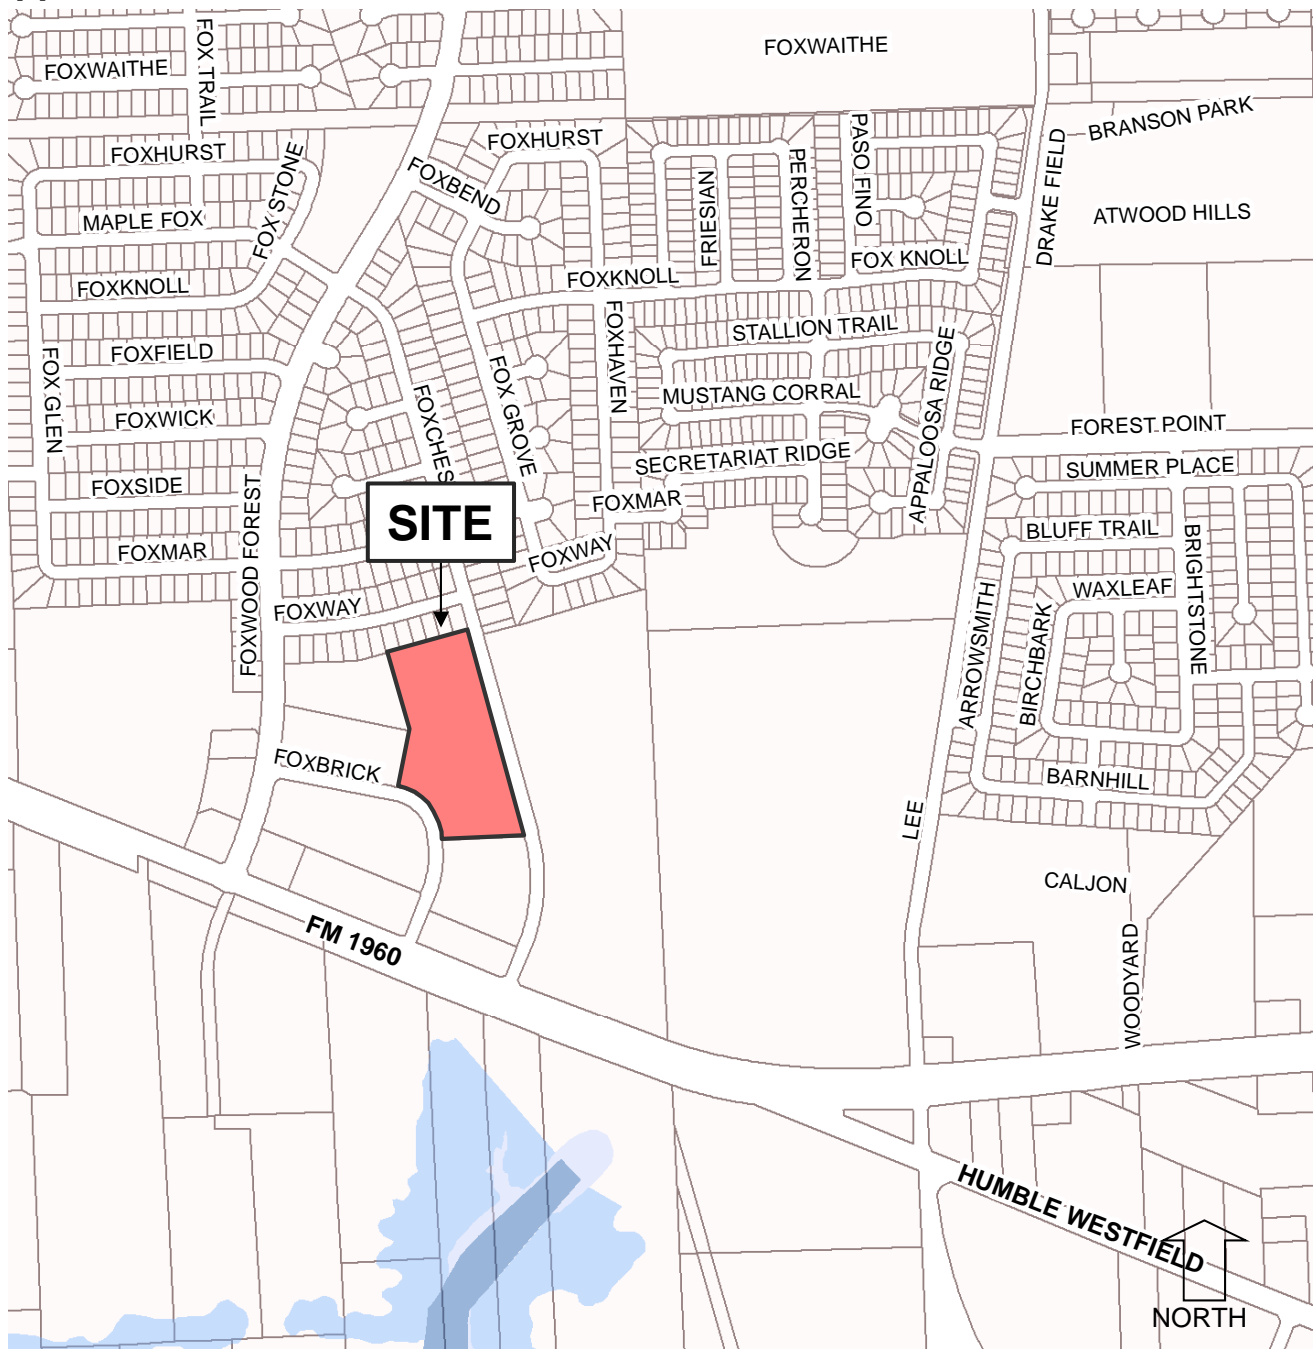 FOXWAITHE
FOX TRAIL
FOXWAITHE
BRANSON PARK
FOXHURST
PASO FINO
FOXHURST
FOX STONE
PERCHERON
DRAKE FIELD
FOXBEND
FRIESIAN
MAPLE FOX
ATWOOD HILLS
FOX KNOLL
FOXKNOLL
FOXKNOLL
STALLION TRAIL
FOXFIELD
FOXHAVEN
APPALOOSA RIDGE
FOX GLEN
FOX GROVE
MUSTANG CORRAL
FOXCHES
FOXWICK
FOREST POINT
SECRETARIAT RIDGE
SUMMER PLACE
FOXSIDE
FOXMAR
SITE
BLUFF TRAIL
FOXWOOD FOREST
FOXMAR
FOXWAY
BRIGHTSTONE
WAXLEAF
FOXWAY
ARROWSMITH
BIRCHBARK
FOXBRICK
BARNHILL
LEE
CALJON
FM 1960
WOODYARD
HUMBLE WESTFIELD
NORTH